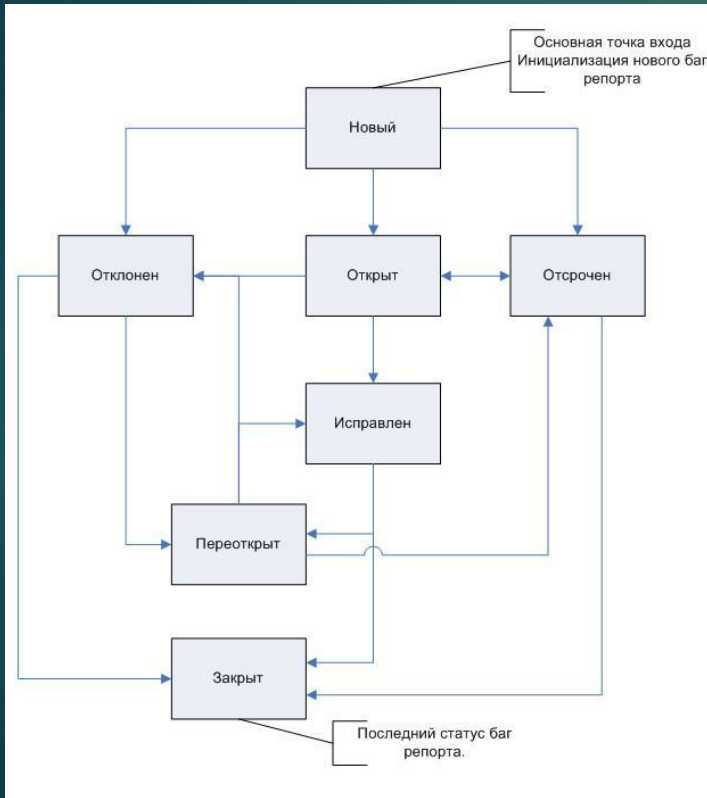 Основная точка входа
Инициализация нового баг
репорта
Новый
Отклонен
Открыт
Отсрочен
Исправлен
Переоткрыт
Закрыт
Последний статус баг
репорта.